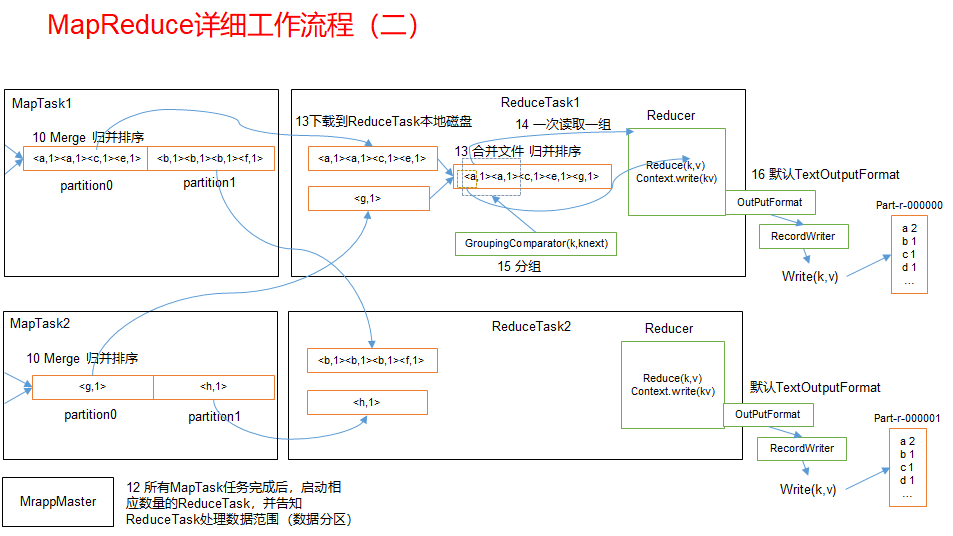 MapReduce详细工作流程（二）
MapTask1
10 Merge 归并排序
<a,1><a,1><c,1><e,1>
<b,1><b,1><b,1><f,1>
partition0
partition1
ReduceTask1
13下载到ReduceTask本地磁盘
<a,1><a,1><c,1><e,1>
<g,1>
13 合并文件 归并排序
<a,1><a,1><c,1><e,1><g,1>
14 一次读取一组
GroupingComparator(k,knext)
15 分组
Reducer
Reduce(k,v)
Context.write(kv)
16 默认TextOutputFormat
OutPutFormat
RecordWriter
Write(k,v)
Part-r-000000
a 2
b 1
c 1
d 1
...
MapTask2
10 Merge 归并排序
<g,1>
<h,1>
partition0
partition1
ReduceTask2
<b,1><b,1><b,1><f,1>
<h,1>
Reducer
Reduce(k,v)
Context.write(kv)
默认TextOutputFormat
OutPutFormat
RecordWriter
Write(k,v)
Part-r-000001
a 2
b 1
c 1
d 1
...
MrappMaster
12 所有MapTask任务完成后，启动相
应数量的ReduceTask，并告知
ReduceTask处理数据范围（数据分区）